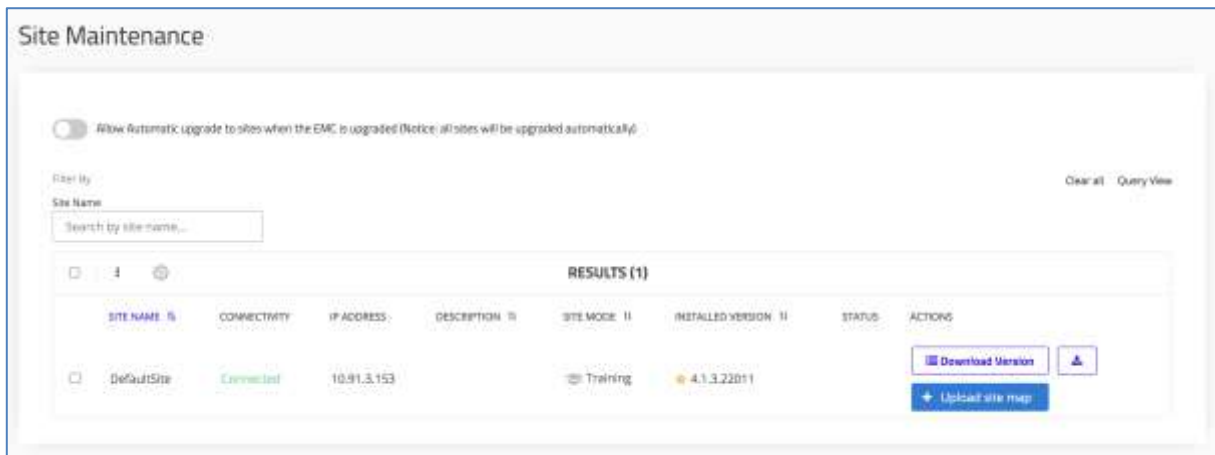 Site Maintenance
Allow Automatic upgrade to sites when the EMC is upgraded (Notice: all sites will be upgraded automatically)
Filter By
Clear all Query View
Site Name
Search by site name...
RESULTS (1)
SITE NAME CONNECTIVITY IP ADDRESS DESCRIPTION SITE MODE INSTALLED VERSION STATUS ACTIONS
Download Version
DefaultSite Connected 10.91.3.153 Training 4.1.3.22011
+ Upload site map